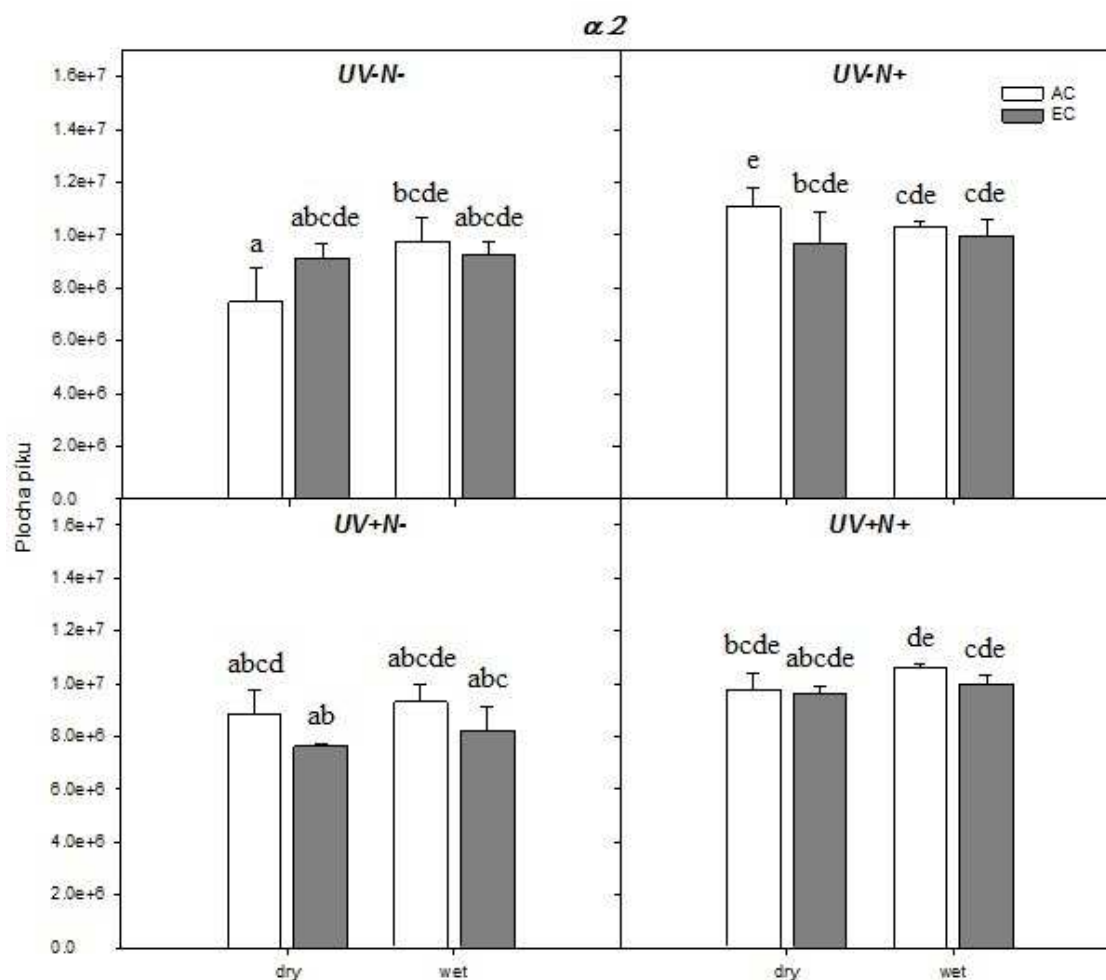 α 2
UV-N-
UV-N+
AC
EC
1.6e+7
1.4e+7
1.2e+7
1.0e+7
8.0e+6
6.0e+6
4.0e+6
2.0e+6
0.0
a
abcde
bcde
abcde
e
bcde
cde
cde
Plocha píku
UV+N-
UV+N+
1.6e+7
1.4e+7
1.2e+7
1.0e+7
8.0e+6
6.0e+6
4.0e+6
2.0e+6
0.0
abcd
ab
abcde
abc
bcde
abcde
de
cde
dry
wet
dry
wet